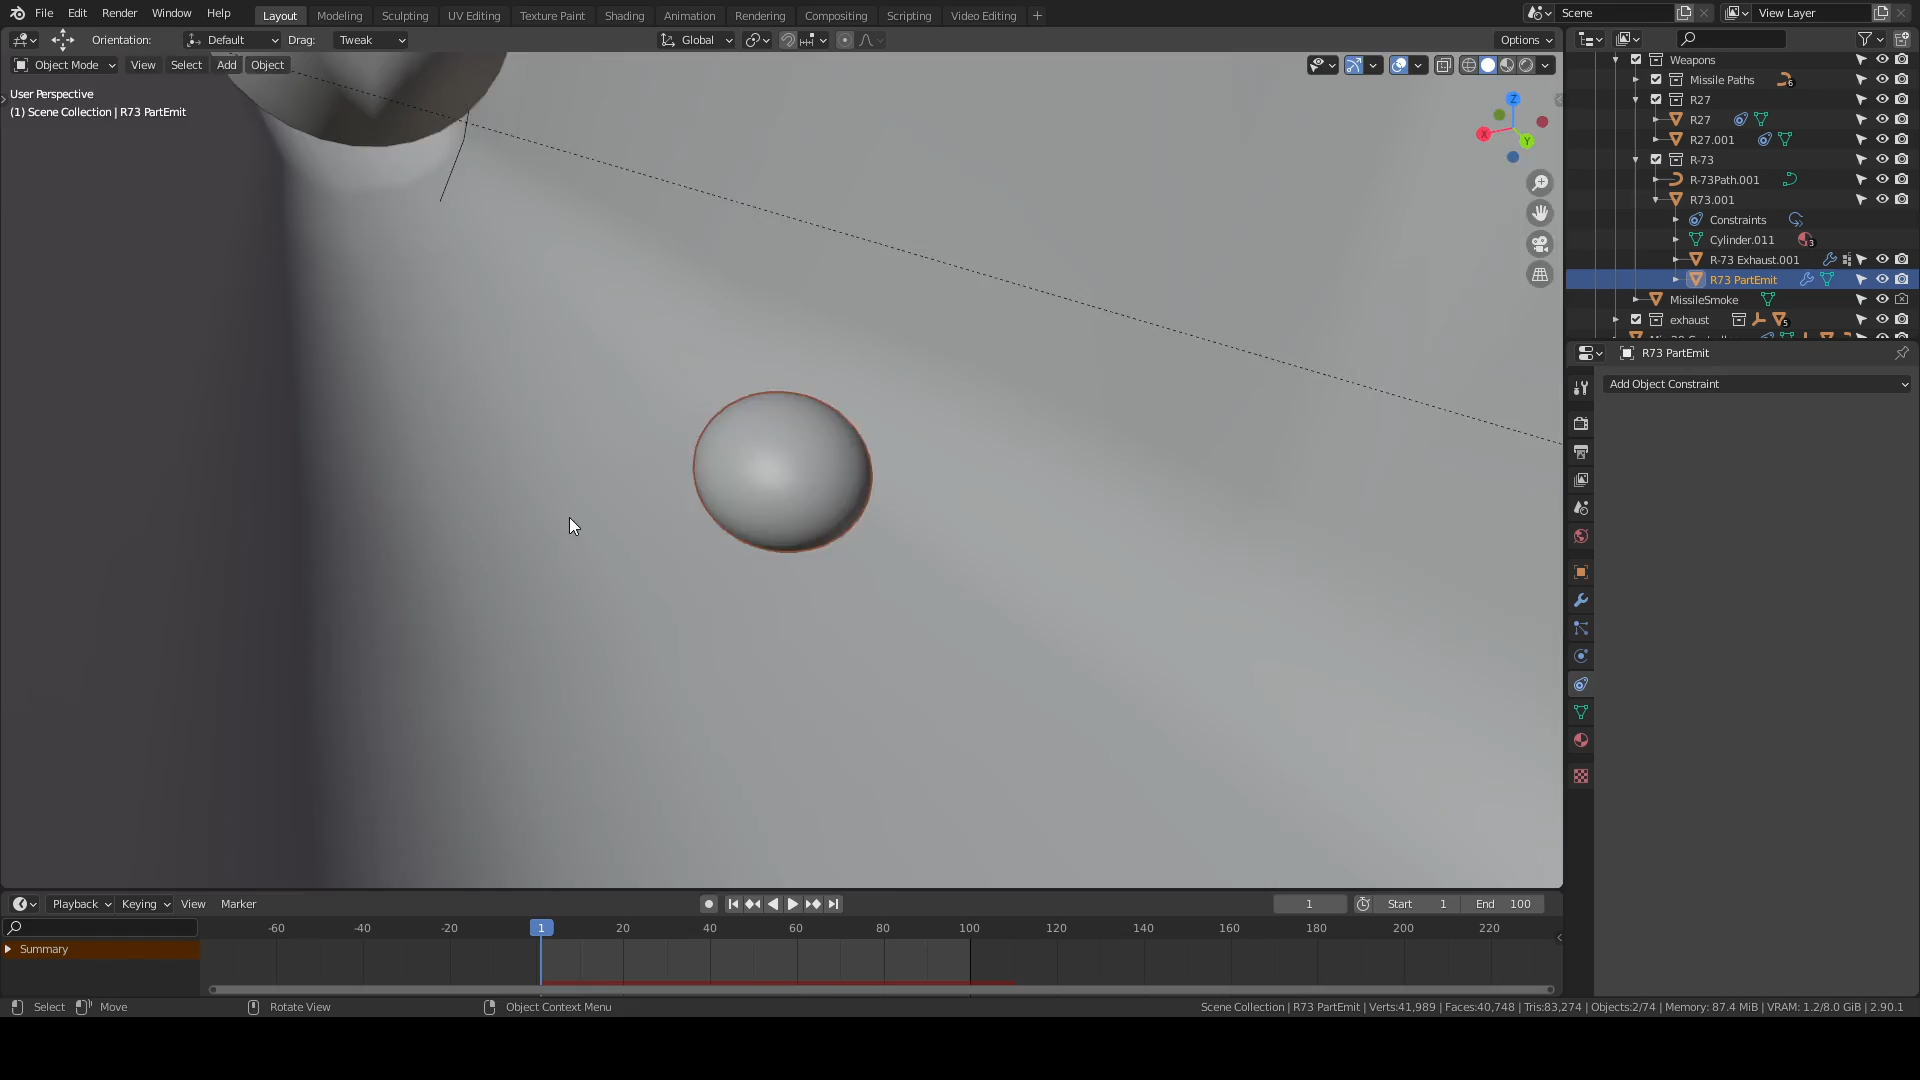 File Edit Render Window Help Layout Modeling Sculpting UV Editing Texture Paint Shading Animation Rendering Compositing Scripting Video Editing + Scene View Layer
Orientation: Default Drag: Tweak Global Options
Object Mode View Select Add Object
User Perspective
(1) Scene Collection | R73 PartEmit
Z
X
Y
Weapons
Missile Paths 6
R27
R27
R27.001
R-73
R-73Path.001
R73.001
Constraints
Cylinder.011 3
R-73 Exhaust.001
R73 PartEmit
MissileSmoke
exhaust 5
R73 PartEmit
Add Object Constraint
Playback Keying View Marker 1 Start 1 End 100
-60 -40 -20 1 20 40 60 80 100 120 140 160 180 200 220
Summary
Select Move Rotate View Object Context Menu Scene Collection | R73 PartEmit | Verts:41,989 | Faces:40,748 | Tris:83,274 | Objects:2/74 | Memory: 87.4 MiB | VRAM: 1.2/8.0 GiB | 2.90.1